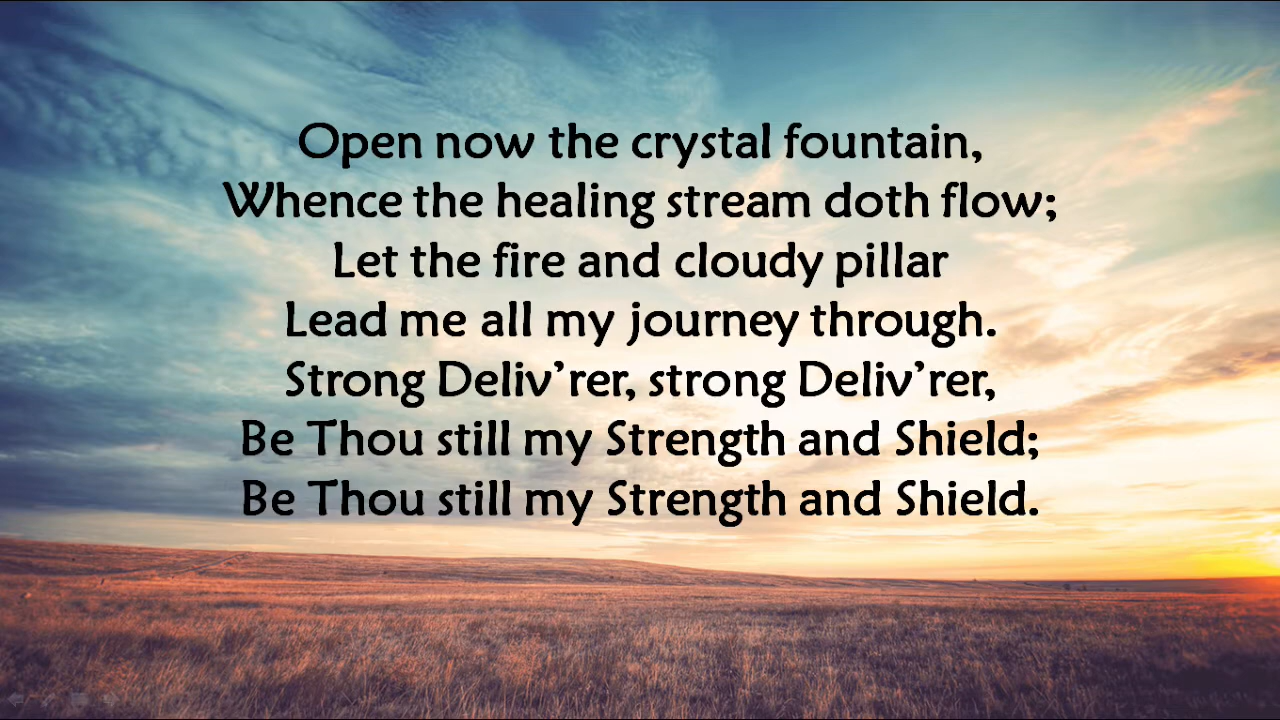 Open now the crystal fountain,
Whence the healing stream doth flow;
Let the fire and cloudy pillar
Lead me all my journey through.
Strong Deliv’rer, strong Deliv’rer,
Be Thou still my Strength and Shield;
Be Thou still my Strength and Shield.